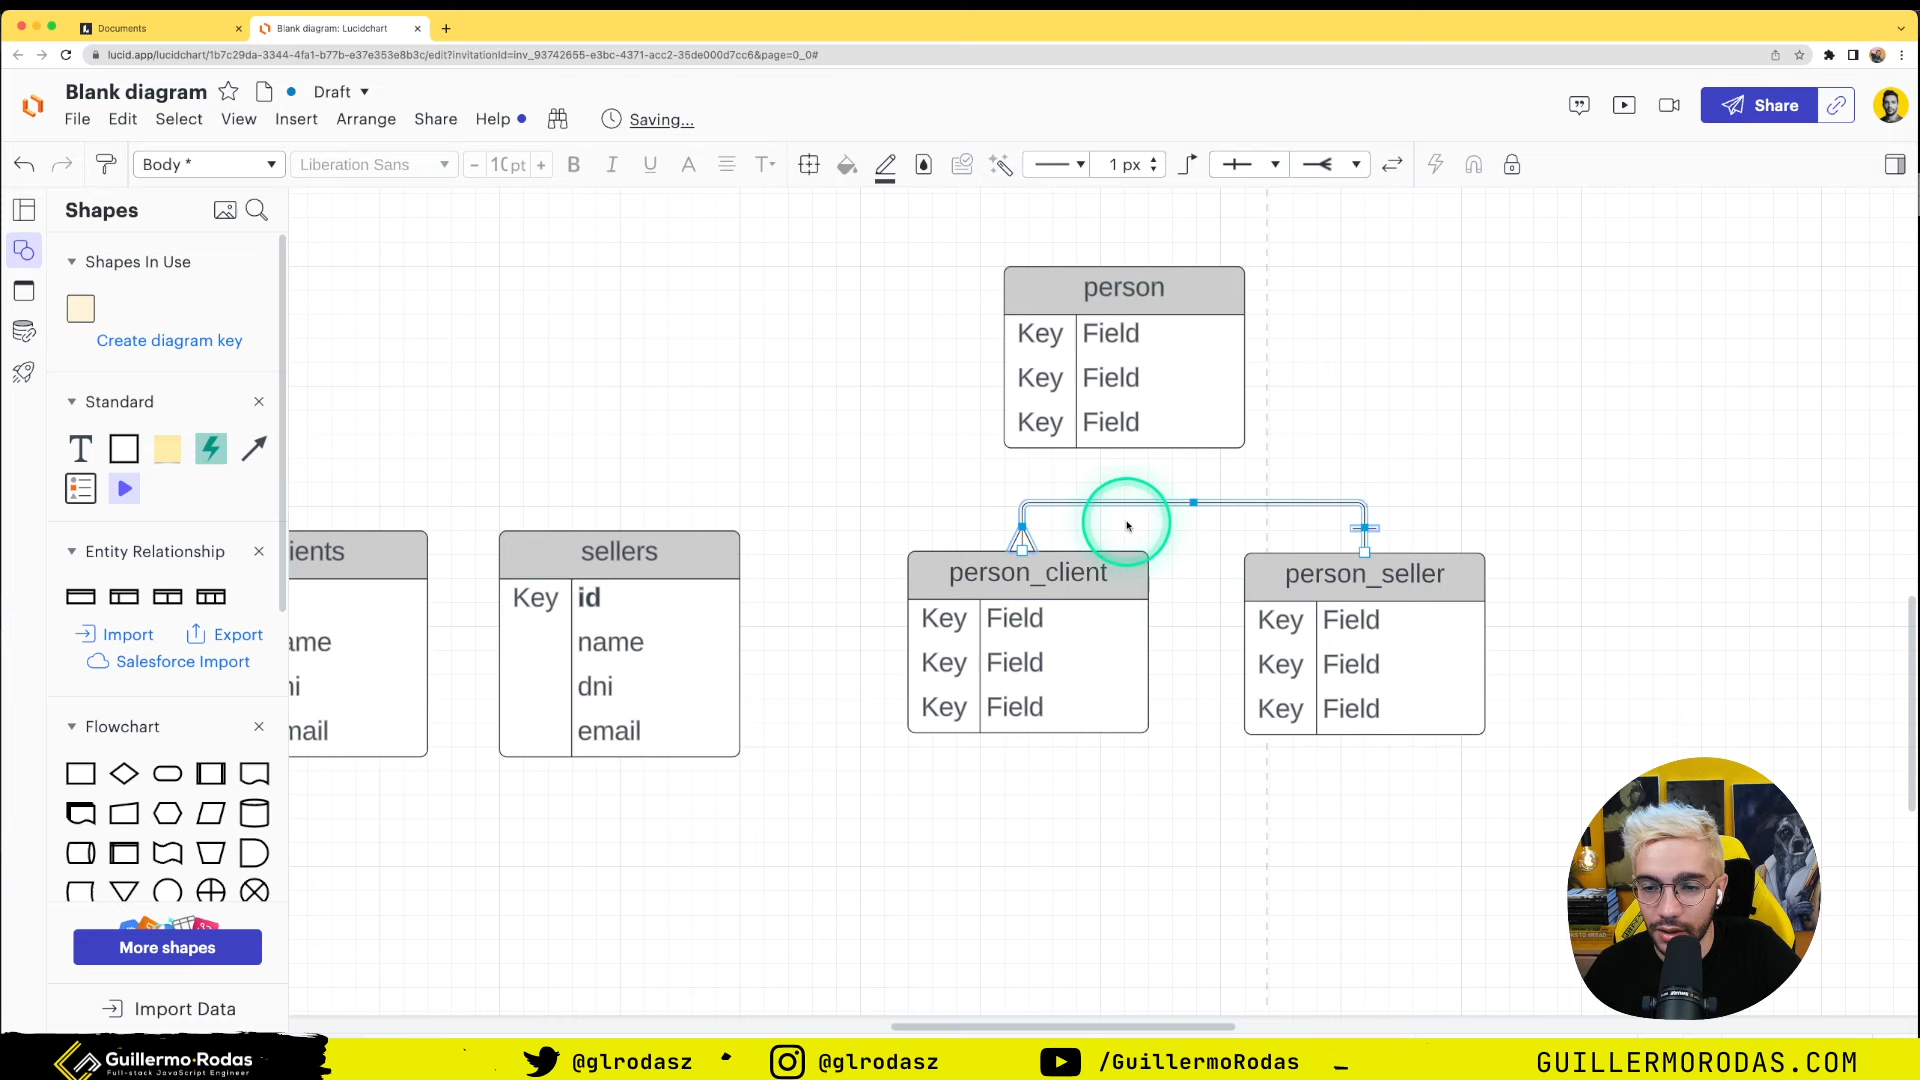 Documents
Blank diagram: Lucidchart
lucid.app/lucidchart/1b7c29da-3344-4fa1-b77b-e37e353e8b3c/edit?invitationId=inv_93742655-e3bc-4371-acc2-35de000d7cc6&page=0_0#
Blank diagram
Draft
File Edit Select View Insert Arrange Share Help
Saving...
Share
Body *
Liberation Sans
10 pt
B I U A T
1 px
Shapes
Shapes In Use
Create diagram key
Standard
T
Entity Relationship
Import
Export
Salesforce Import
Flowchart
More shapes
Import Data
ients
ame
ni
nail
sellers
Key id
name
dni
email
person
Key Field
Key Field
Key Field
person_client
Key Field
Key Field
Key Field
person_seller
Key Field
Key Field
Key Field
Guillermo·Rodas
Full-stack JavaScript Engineer
@glrodasz
@glrodasz
/GuillermoRodas
GUILLERMORODAS.COM